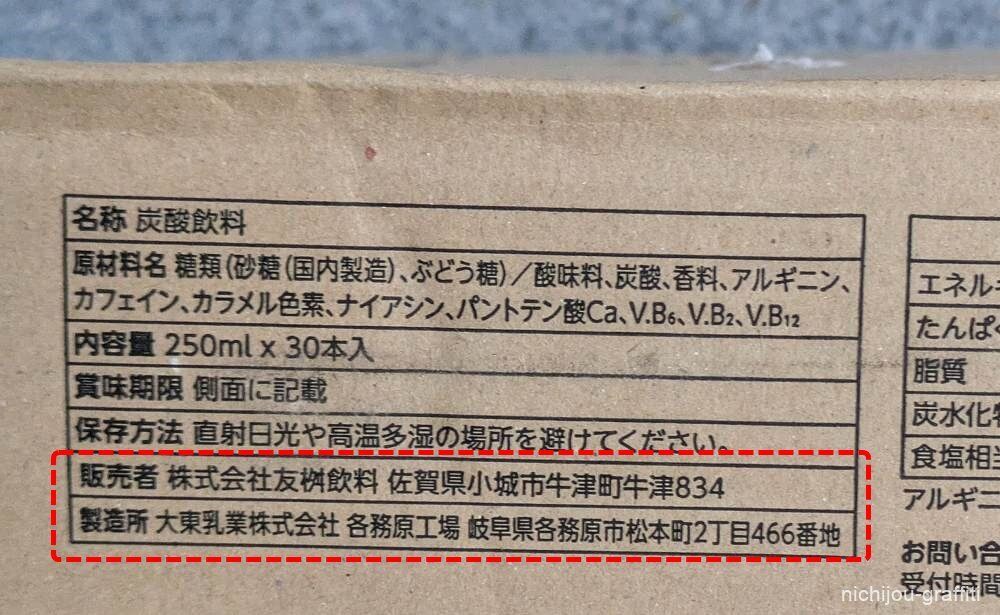 名称 炭酸飲料
原材料名 糖類(砂糖(国内製造)、ぶどう糖)／酸味料、炭酸、香料、アルギニン、
カフェイン、カラメル色素、ナイアシン、パントテン酸Ca、V.B₆、V.B₂、V.B₁₂
内容量 250ml x 30本入
賞味期限 側面に記載
保存方法 直射日光や高温多湿の場所を避けてください。
販売者 株式会社友桝飲料 佐賀県小城市牛津町牛津834
製造所 大東乳業株式会社 各務原工場 岐阜県各務原市松本町2丁目466番地
エネルギ
たんぱく
脂質
炭水化物
食塩相当
アルギニ
お問い合
受付時間
nichijou-graffiti